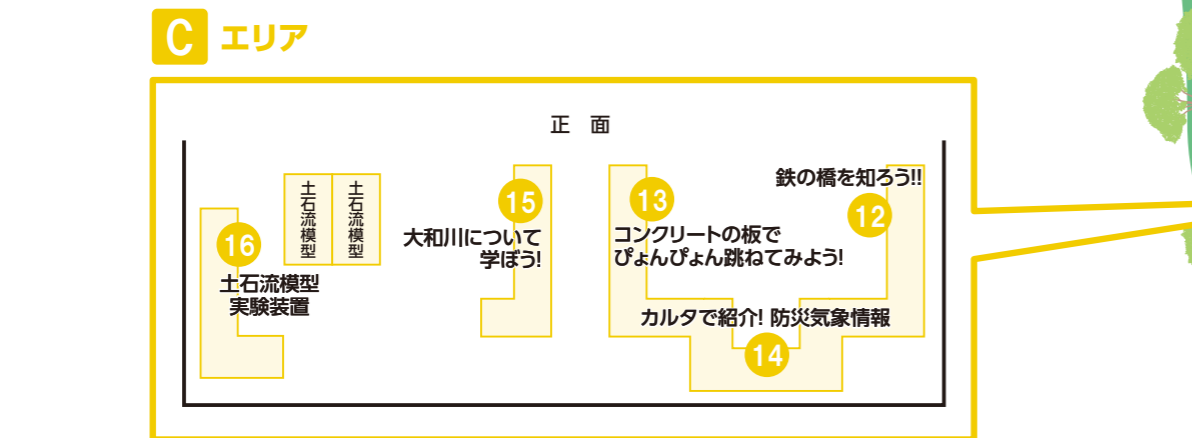 C エリア
正 面
土石流模型
土石流模型
16
土石流模型
実験装置
15
大和川について
学ぼう!
13
コンクリートの板で
ぴょんぴょん跳ねてみよう!
鉄の橋を知ろう!!
12
カルタで紹介! 防災気象情報
14